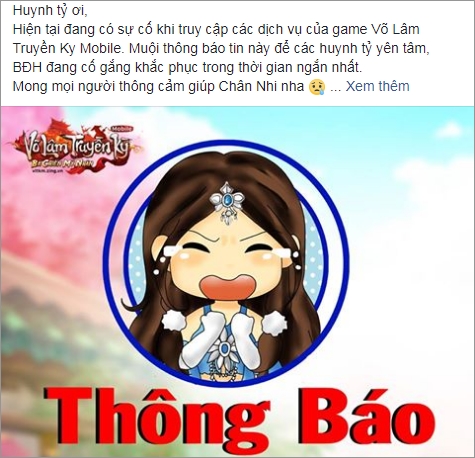 Huynh tỷ ơi,
Hiện tại đang có sự cố khi truy cập các dịch vụ của game Võ Lâm
Truyền Kỳ Mobile. Muội thông báo tin này để các huynh tỷ yên tâm,
BĐH đang cố gắng khắc phục trong thời gian ngắn nhất.
Mong mọi người thông cảm giúp Chân Nhi nha 😢 ... Xem thêm
Mobile
Võ Lâm Truyền Kỳ
Thông Báo